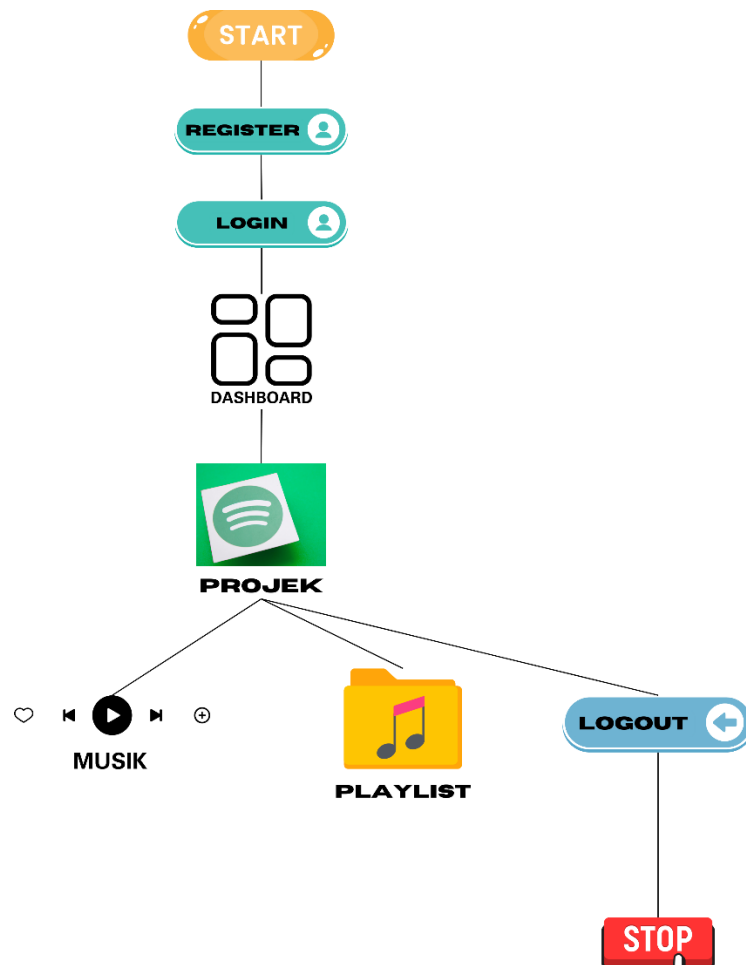 START
REGISTER
LOGIN
DASHBOARD
PROJEK
MUSIK
PLAYLIST
LOGOUT
STOP